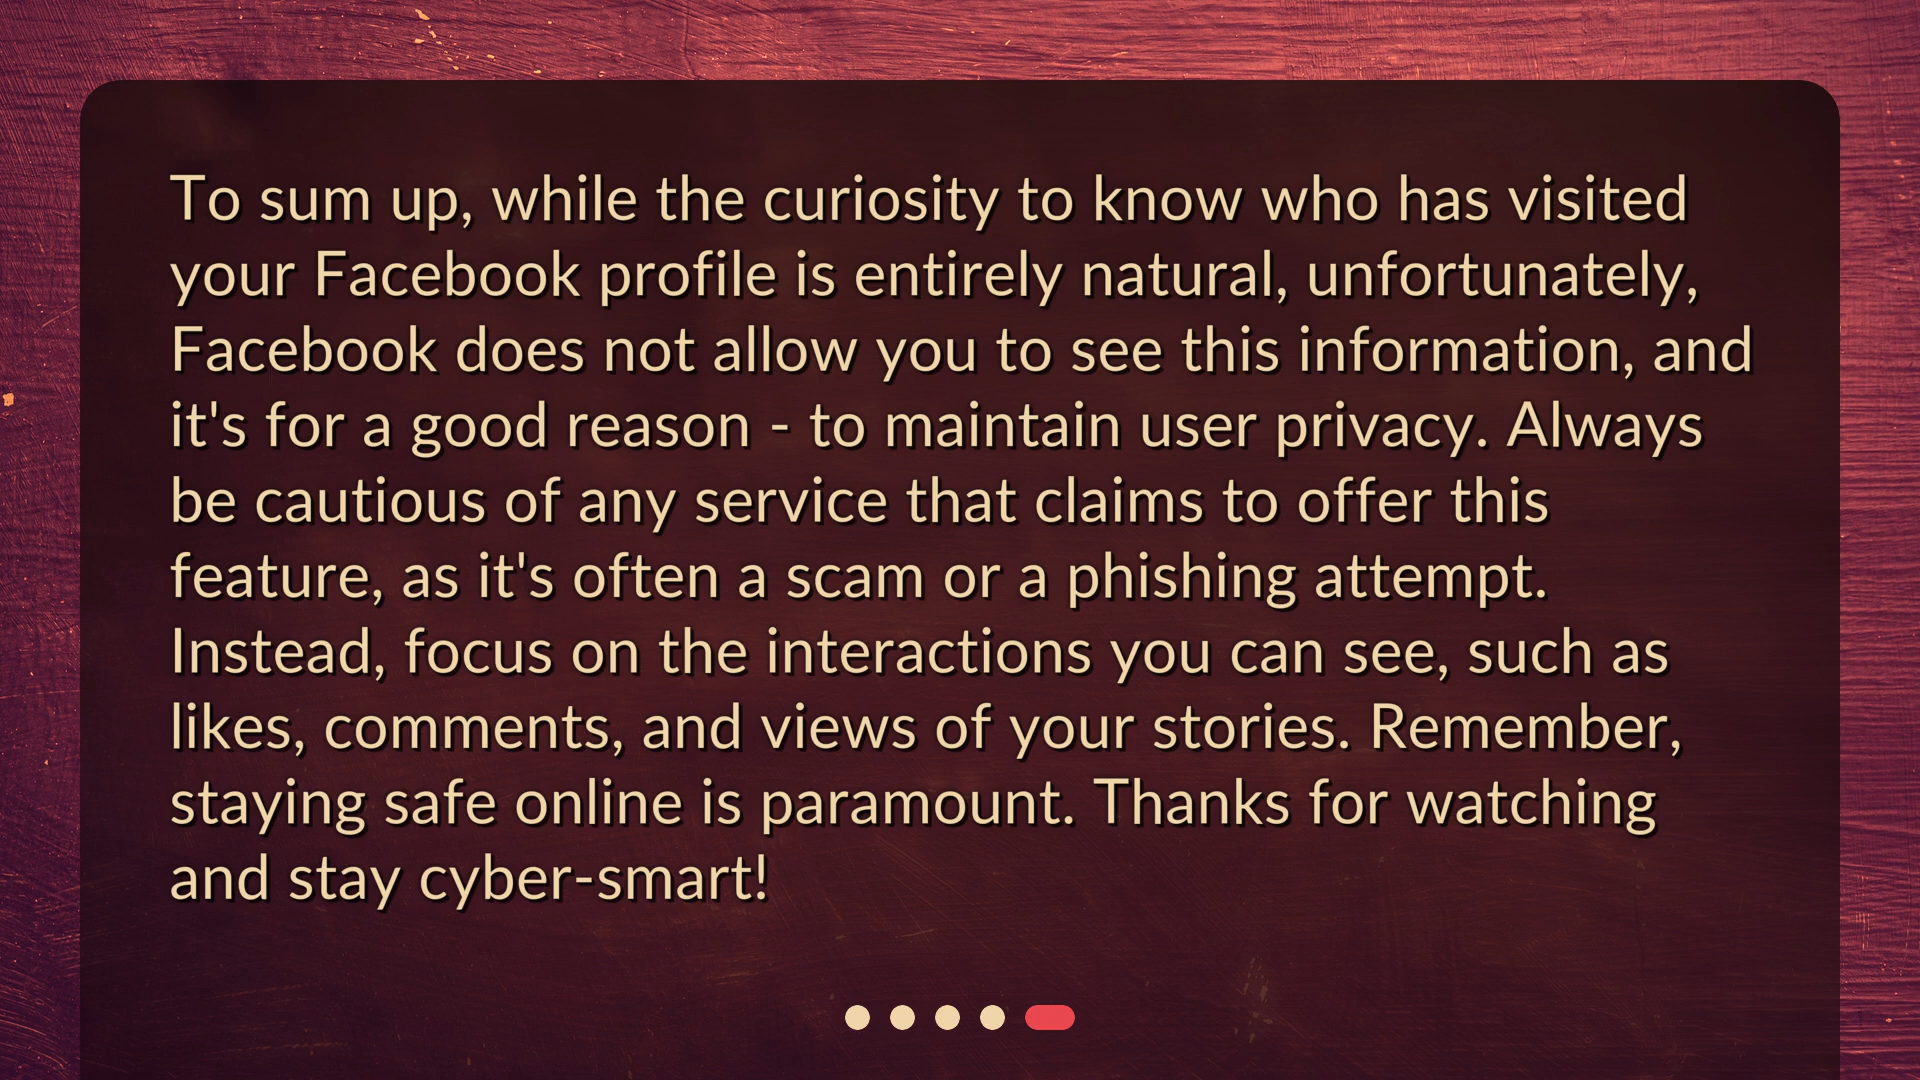 To sum up, while the curiosity to know who has visited
your Facebook profile is entirely natural, unfortunately,
Facebook does not allow you to see this information, and
it's for a good reason - to maintain user privacy. Always
be cautious of any service that claims to offer this
feature, as it's often a scam or a phishing attempt.
Instead, focus on the interactions you can see, such as
likes, comments, and views of your stories. Remember,
staying safe online is paramount. Thanks for watching
and stay cyber-smart!